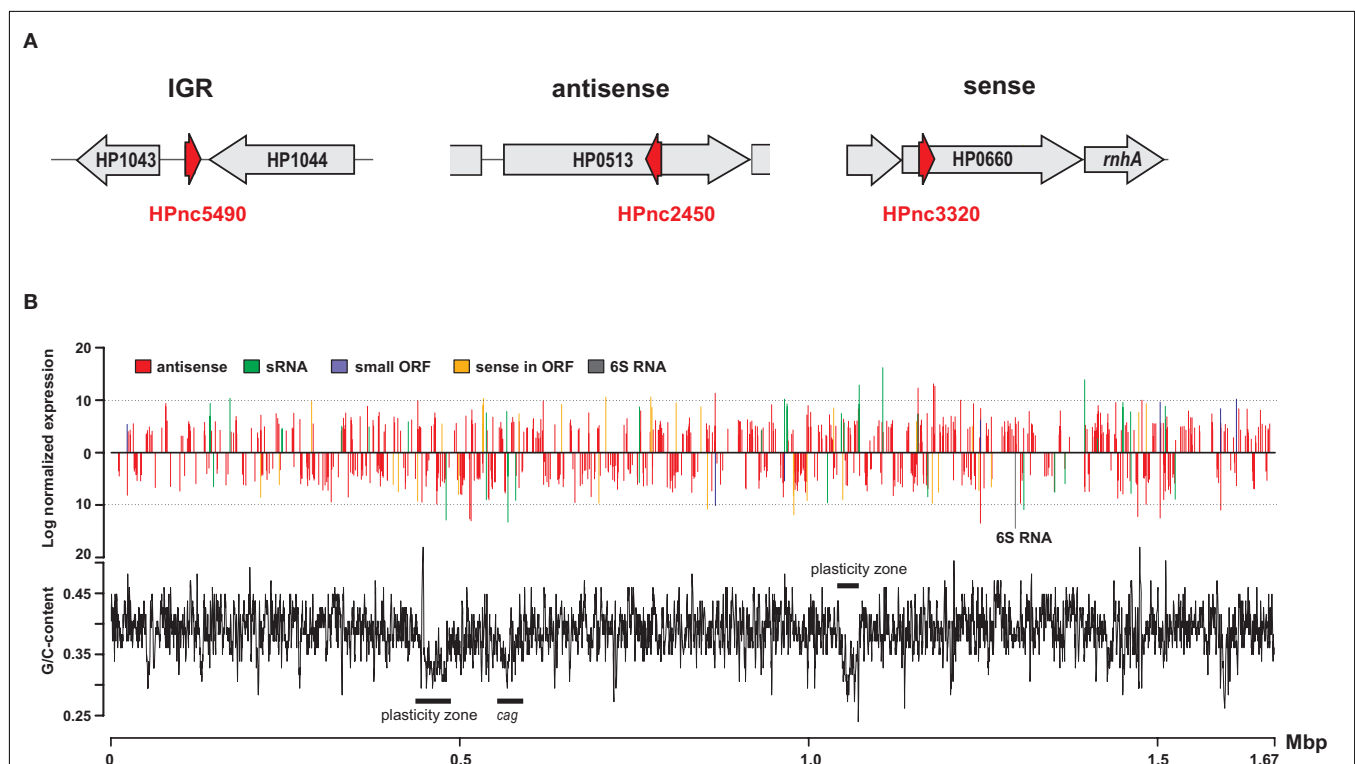 A
IGR
antisense
sense
HP1043
HP1044
HP0513
HP0660
rnhA
HPnc5490
HPnc2450
HPnc3320
B
Log normalized expression
20
10
0
10
20
antisense
sRNA
small ORF
sense in ORF
6S RNA
6S RNA
G/C-content
0.45
0.35
0.25
plasticity zone
plasticity zone
cag
0
0.5
1.0
1.5
1.67
Mbp